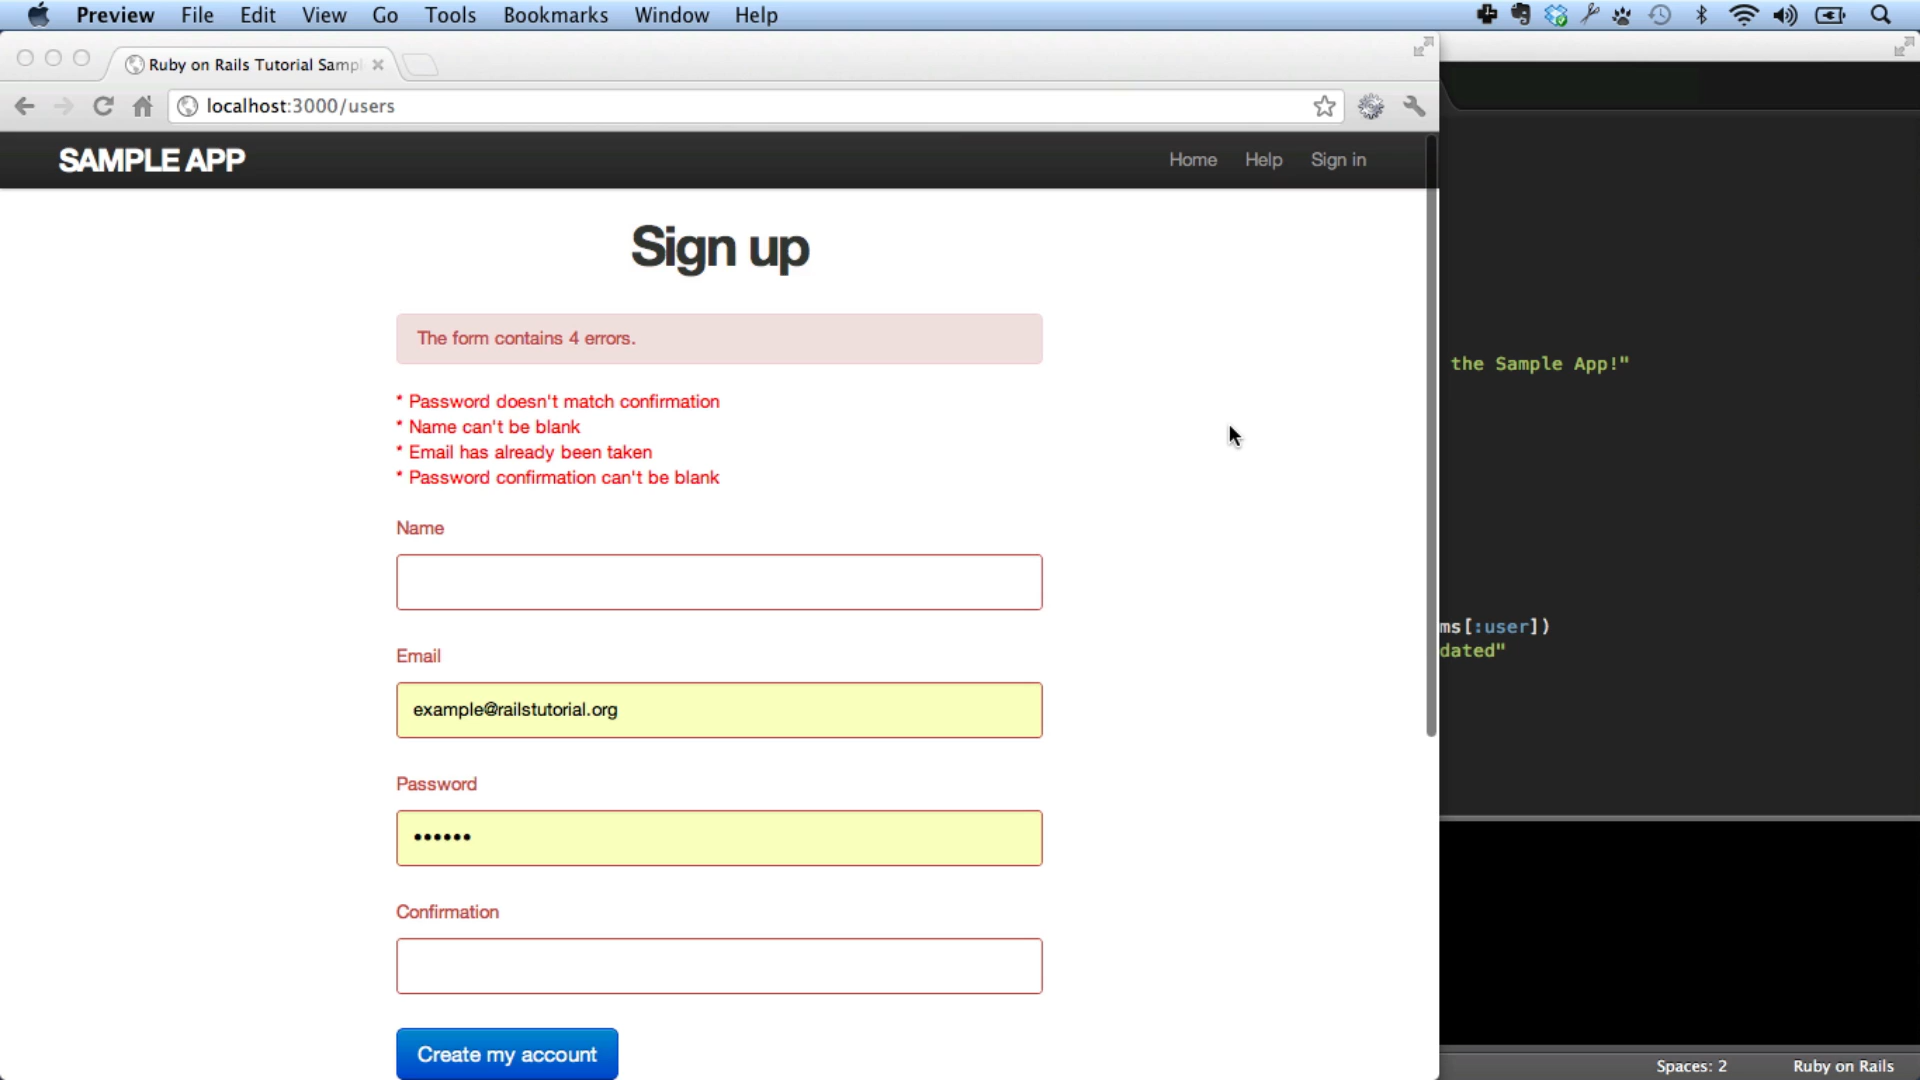 Preview File Edit View Go Tools Bookmarks Window Help
Ruby on Rails Tutorial Sampl
localhost:3000/users
SAMPLE APP
Home Help Sign in
Sign up
The form contains 4 errors.
* Password doesn't match confirmation
* Name can't be blank
* Email has already been taken
* Password confirmation can't be blank
Name
Email
example@railstutorial.org
Password
••••••
Confirmation
Create my account
the Sample App!"
ms[:user])
dated"
Spaces: 2 Ruby on Rails